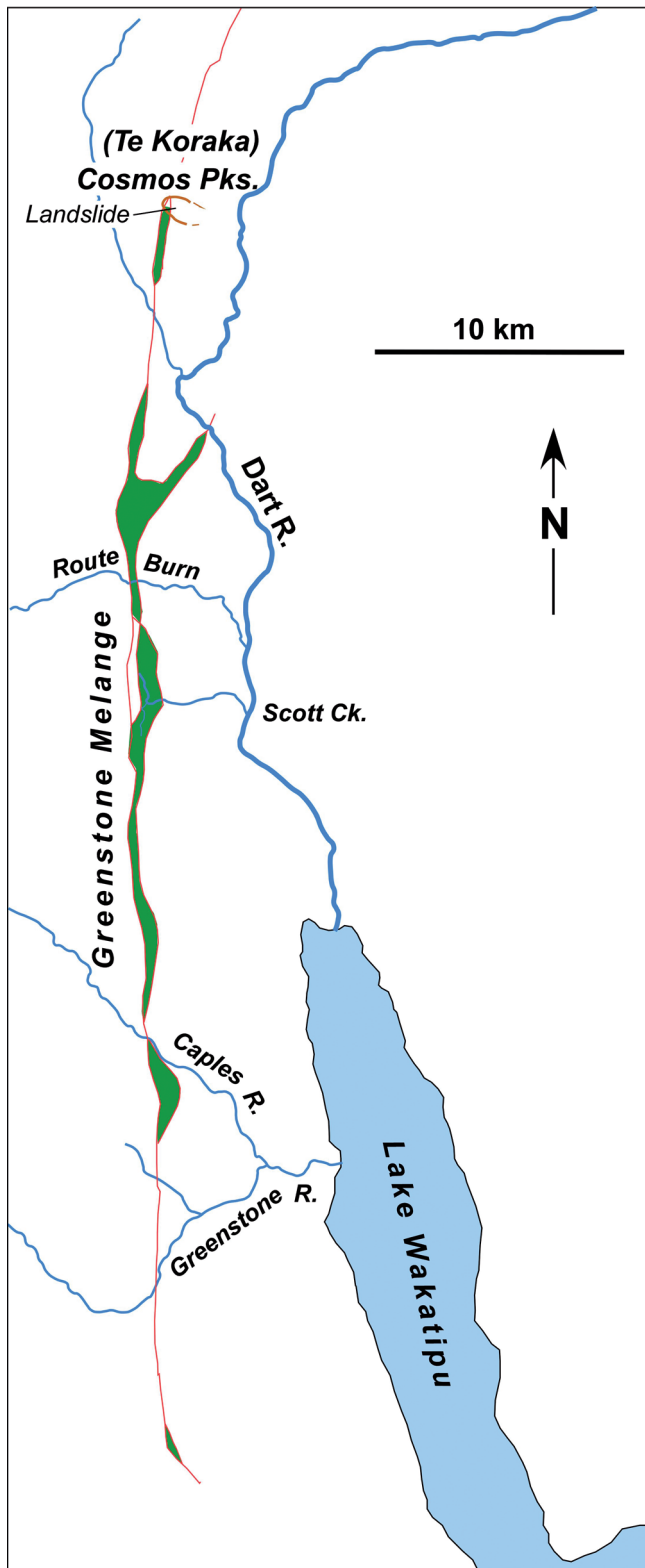 (Te Koraka)
Cosmos Pks.
Landslide
10 km
Dart R.
N
Route Burn
Greenstone Melange
Scott Ck.
Caples R.
Greenstone R.
Lake Wakatipu